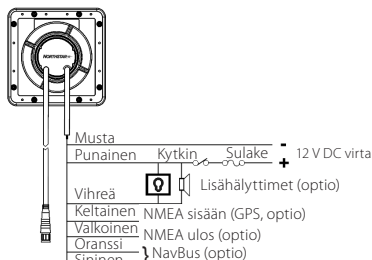 NORTHSTAR
Musta
-
Punainen Kytkin Sulake + 12 V DC virta
Lisähälyttimet (optio)
Vihreä
Keltainen NMEA sisään (GPS, optio)
Valkoinen NMEA ulos (optio)
Oranssi } NavBus (optio)
Sininen